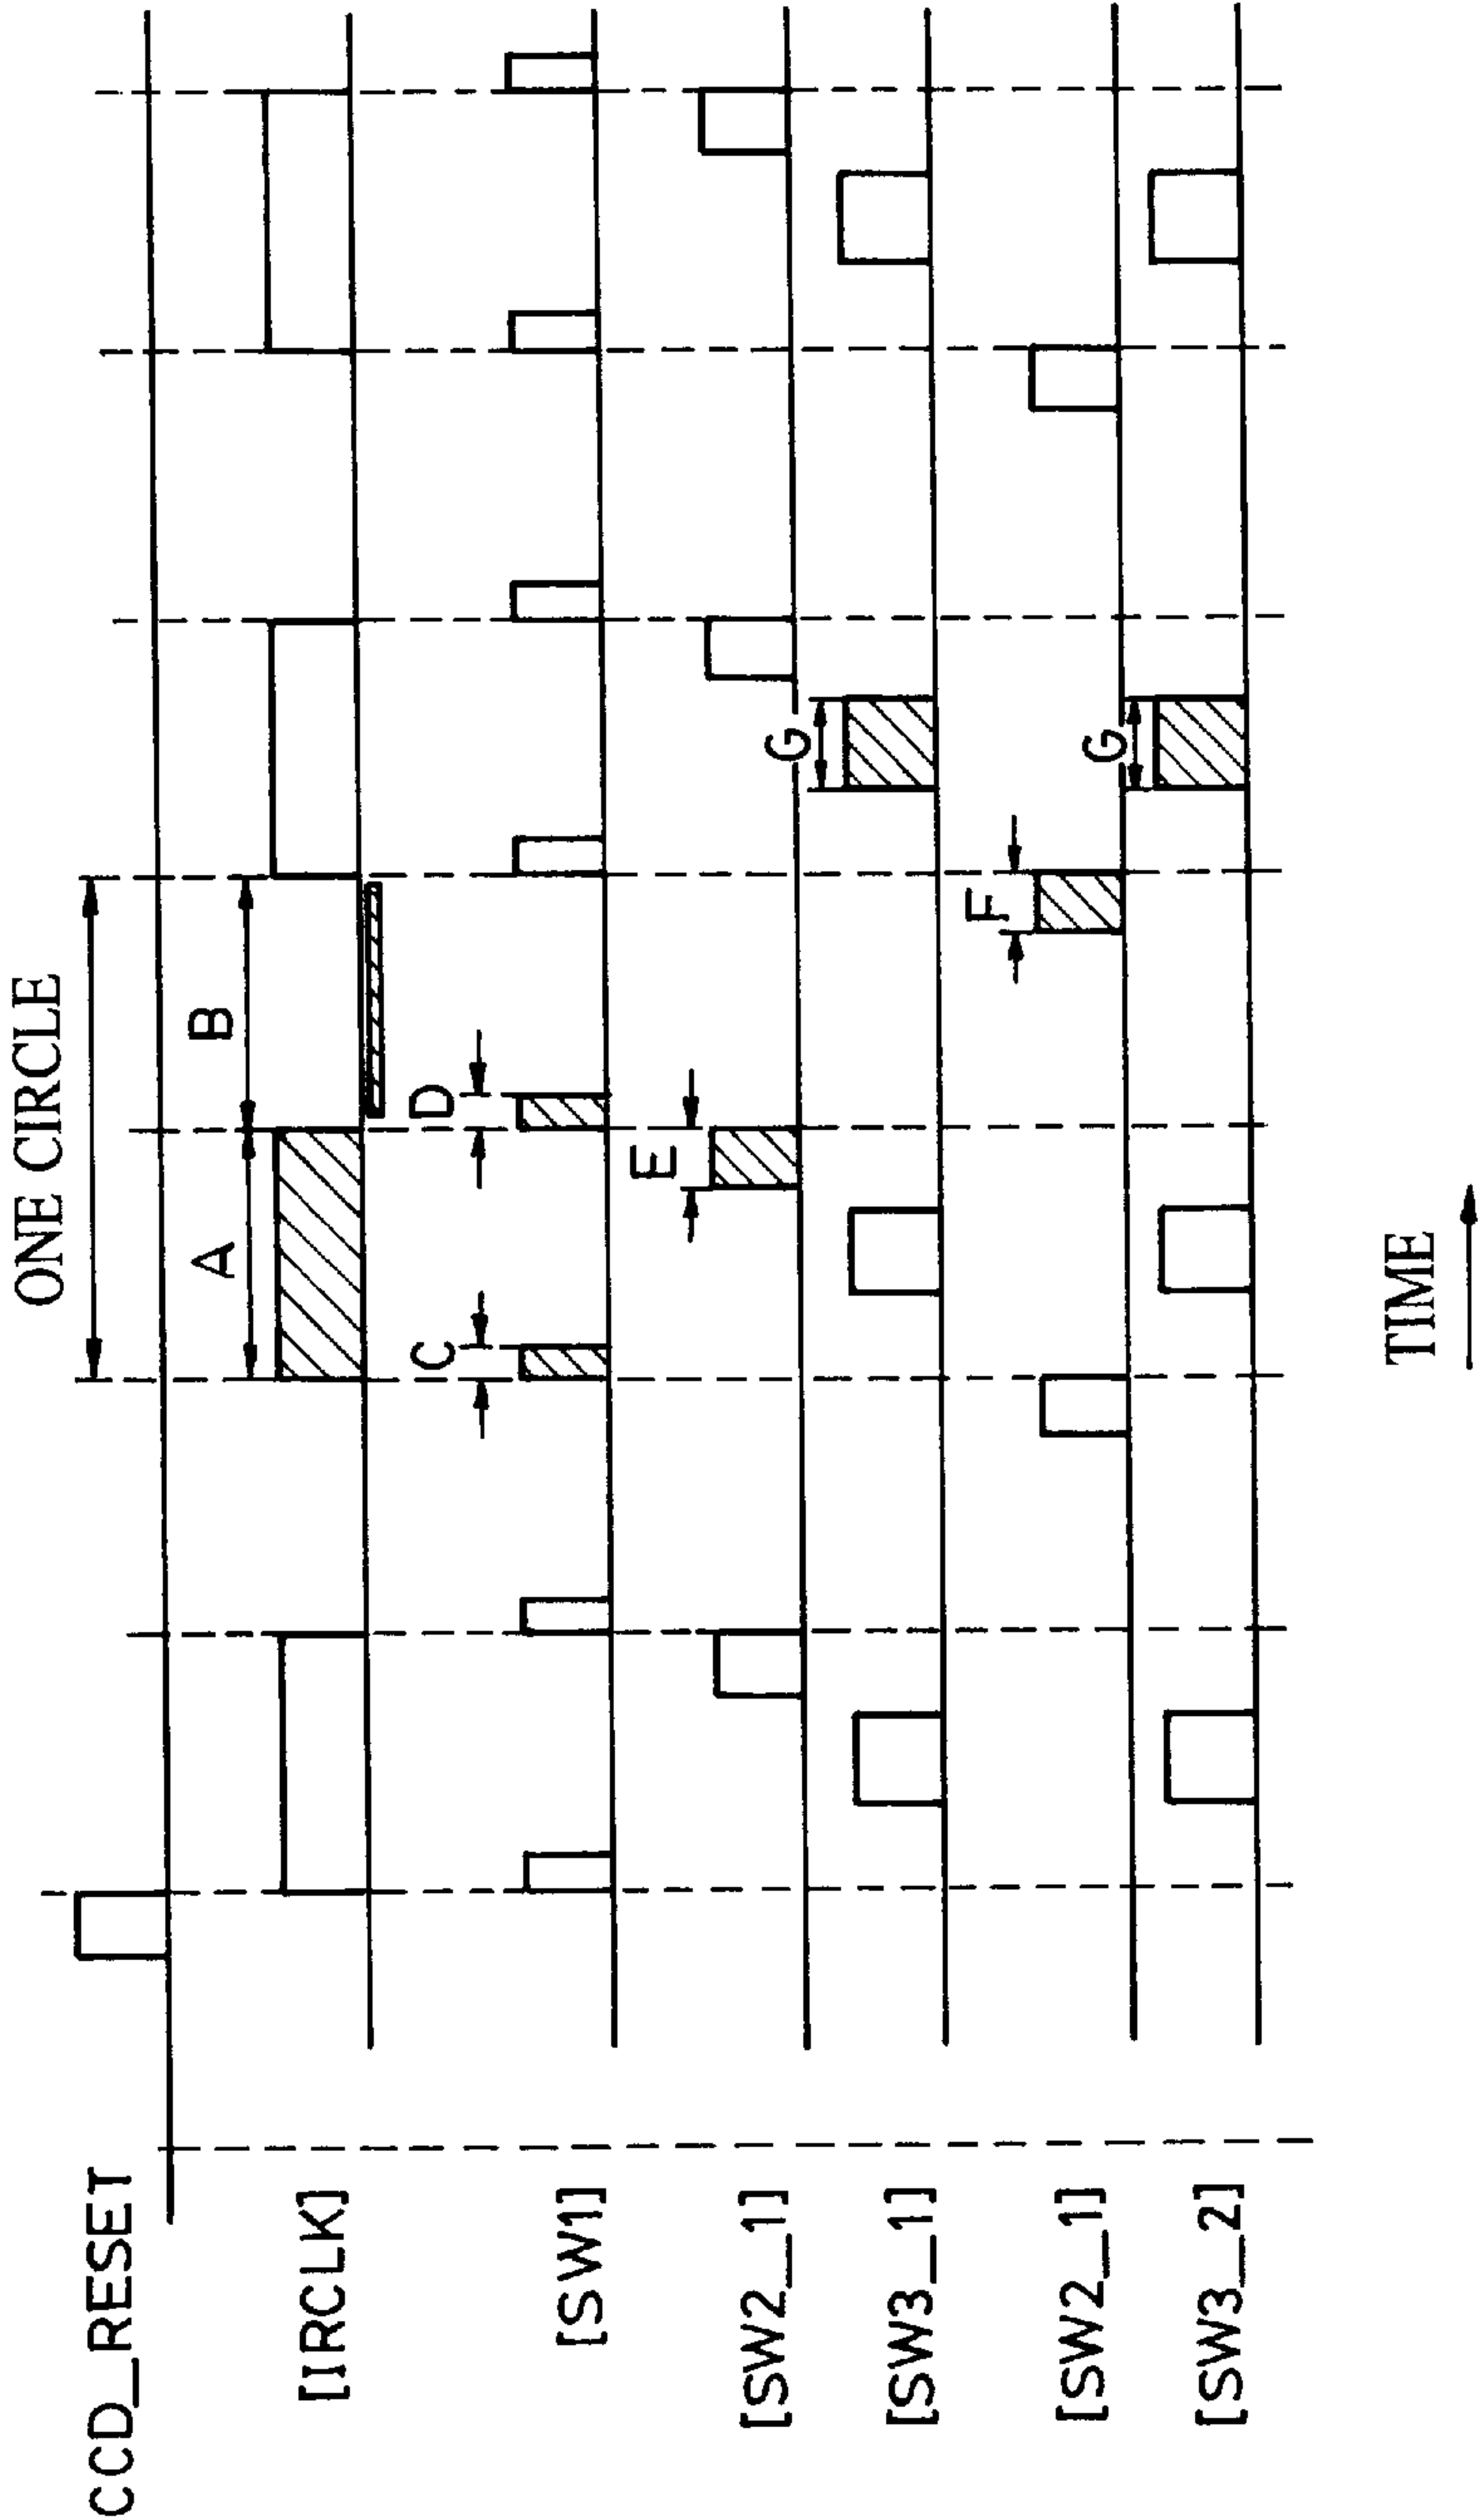 ONE CIRCLE
A
B
C
D
E
F
G
G
CCD_RESET
[IRCLK]
[SW1]
[SW2_1]
[SW3_1]
[SW2_1]
[SW3_2]
TIME